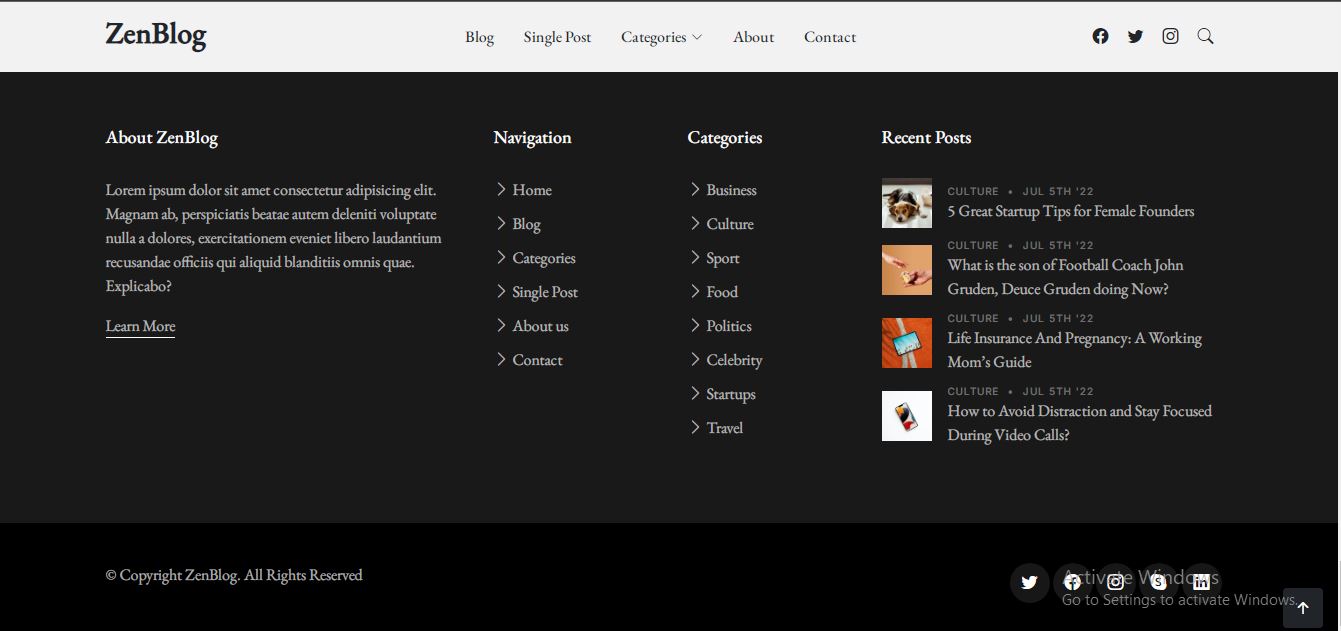 ZenBlog
Blog
Single Post
Categories
About
Contact
About ZenBlog
Lorem ipsum dolor sit amet consectetur adipisicing elit.
Magnam ab, perspiciatis beatae autem deleniti voluptate
nulla a dolores, exercitationem eveniet libero laudantium
recusandae officiis qui aliquid blanditiis omnis quae.
Explicabo?
Learn More
Navigation
Home
Blog
Categories
Single Post
About us
Contact
Categories
Business
Culture
Sport
Food
Politics
Celebrity
Startups
Travel
Recent Posts
CULTURE • JUL 5TH '22
5 Great Startup Tips for Female Founders
CULTURE • JUL 5TH '22
What is the son of Football Coach John
Gruden, Deuce Gruden doing Now?
CULTURE • JUL 5TH '22
Life Insurance And Pregnancy: A Working
Mom’s Guide
CULTURE • JUL 5TH '22
How to Avoid Distraction and Stay Focused
During Video Calls?
© Copyright ZenBlog. All Rights Reserved
Activate Windows
Go to Settings to activate Windows.